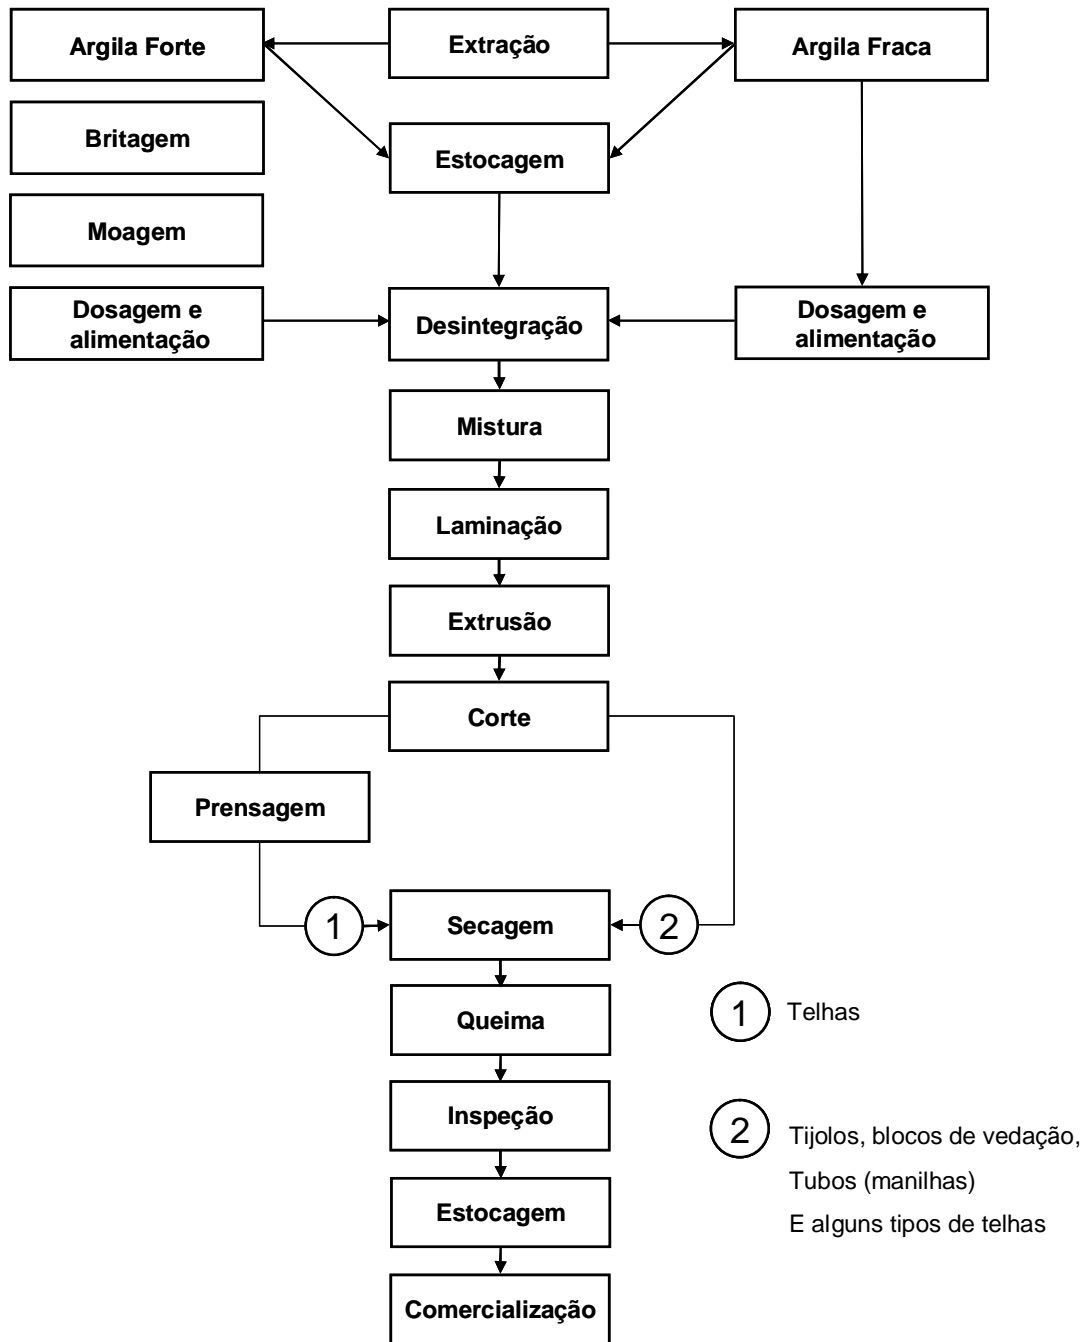 Argila Forte
Extração
Argila Fraca
Britagem
Estocagem
Moagem
Dosagem e
alimentação
Desintegração
Dosagem e
alimentação
Mistura
Laminação
Extrusão
Corte
Prensagem
1
Secagem
2
Queima
1
Telhas
Inspeção
2
Tijolos, blocos de vedação,
Tubos (manilhas)
E alguns tipos de telhas
Estocagem
Comercialização